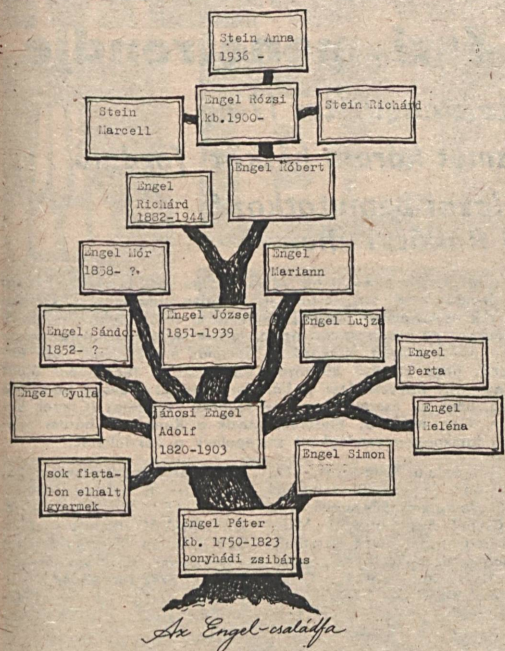 Stein Anna
1936 -
Engel Rózsi
kb.1900-
Stein
Marcell
Stein Richárd
Engel Róbert
Engel
Richárd
1882-1944
Engel Mór
1838- ?
Engel
Mariann
Engel József
1851-1939
Engel Lujza
Engel Sándor
1852- ?
Engel
Berta
Engel Gyula
Jánosi Engel
Adolf
1820-1903
Engel
Heléna
Engel Simon
sok fiata-
lon elhalt
gyermek
Engel Péter
kb. 1750-1823
bonyhádi zsibárus
Az Engel-családfa